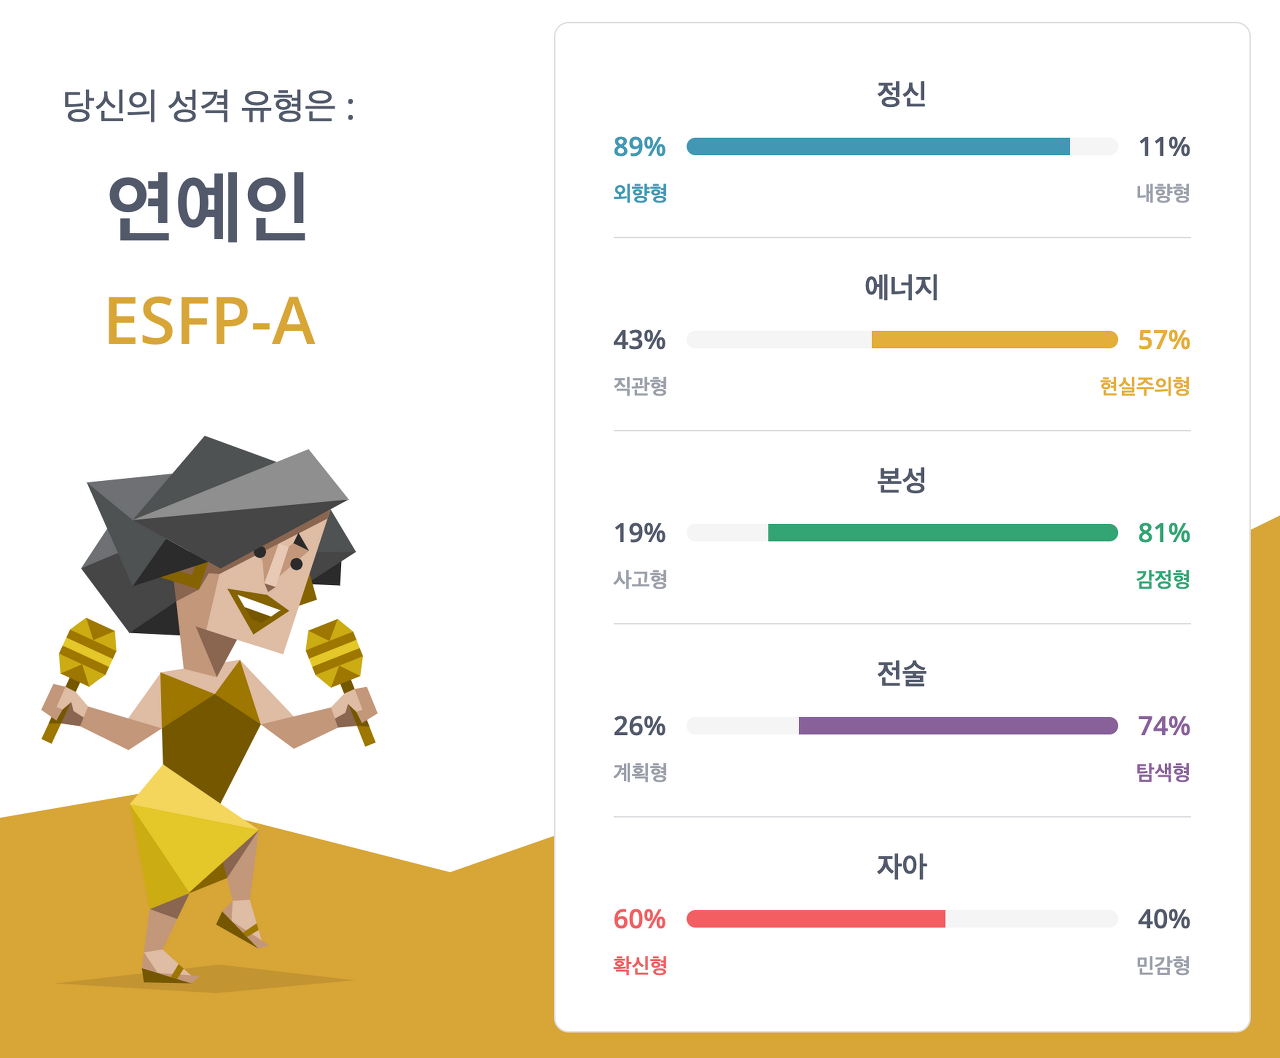 당신의 성격 유형은 :
연예인
ESFP-A
정신
89% 11%
외향형 내향형
에너지
43% 57%
직관형 현실주의형
본성
19% 81%
사고형 감정형
전술
26% 74%
계획형 탐색형
자아
60% 40%
확신형 민감형